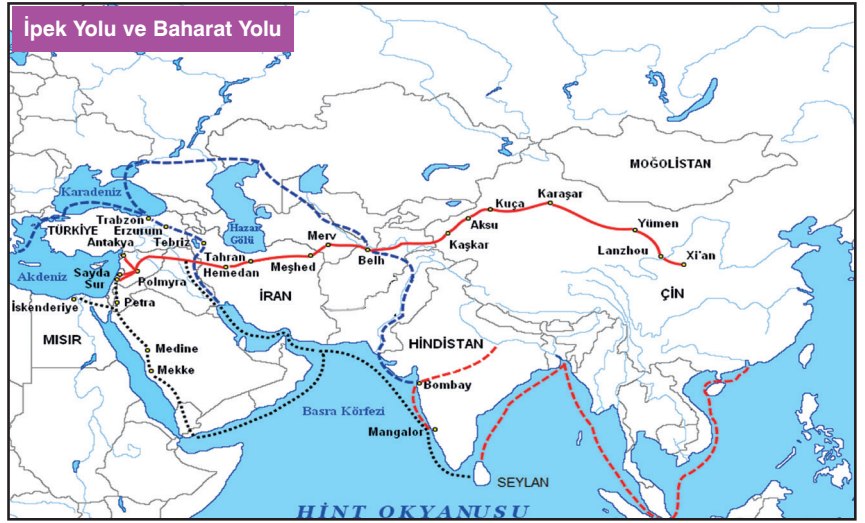 İpek Yolu ve Baharat Yolu
MOĞOLİSTAN
Karadeniz
Kuça
Karaşar
Trabzon
Aksu
Yümen
TÜRKİYE
Erzurum
Hazar
Gölü
Merv
Kaşkar
Antakya
Tebriz
Tahran
Belh
Lanzhou
Xi'an
Akdeniz
Sayda
Hemedan
Meşhed
Sur
Polmyra
İRAN
ÇİN
İskenderiye
Petra
MISIR
HİNDİSTAN
Medine
Mekke
Bombay
Basra Körfezi
Mangalor
SEYLAN
HİNT OKYANUSU